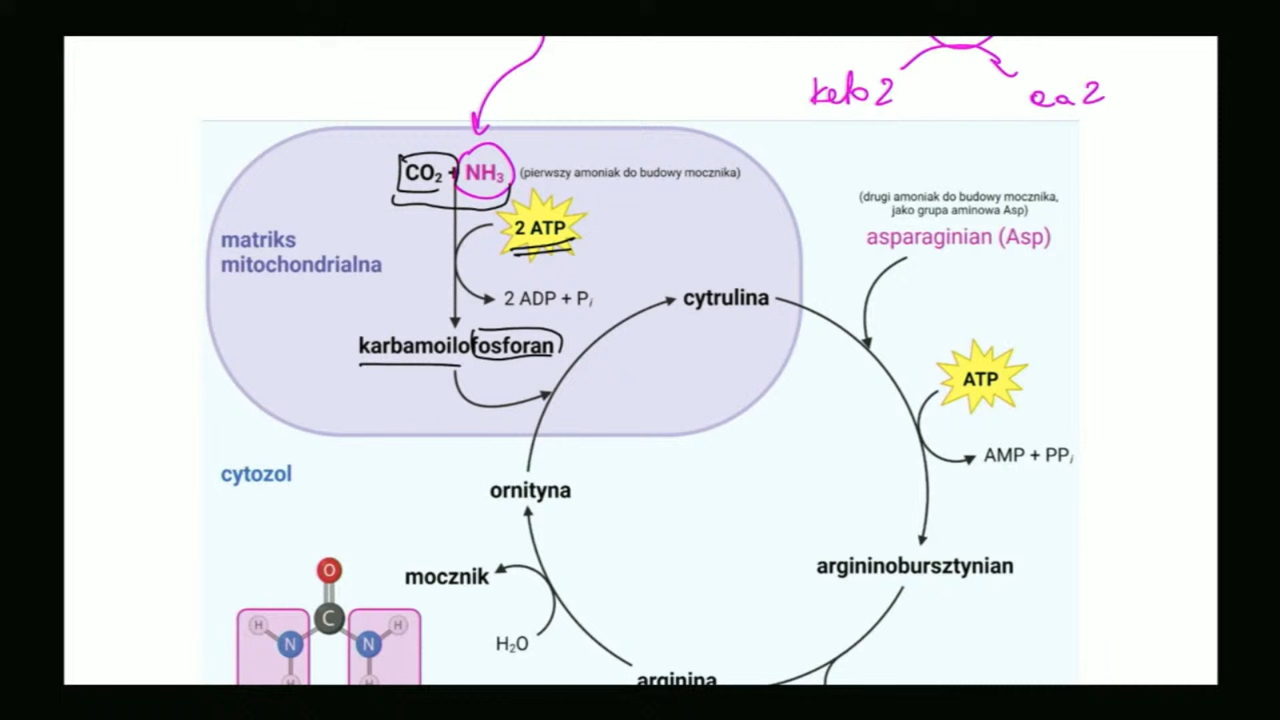 keto 2
aa 2
CO₂ + NH₃ (pierwszy amoniak do budowy mocznika)
2 ATP
2 ADP + Pᵢ
matriks
mitochondrialna
karbamoilofosforan
cytrulina
(drugi amoniak do budowy mocznika,
jako grupa aminowa Asp)
asparaginian (Asp)
ATP
AMP + PPᵢ
cytozol
ornityna
mocznik
H₂O
argininobursztynian
arginina
O
C
H
N
N
H
H
H